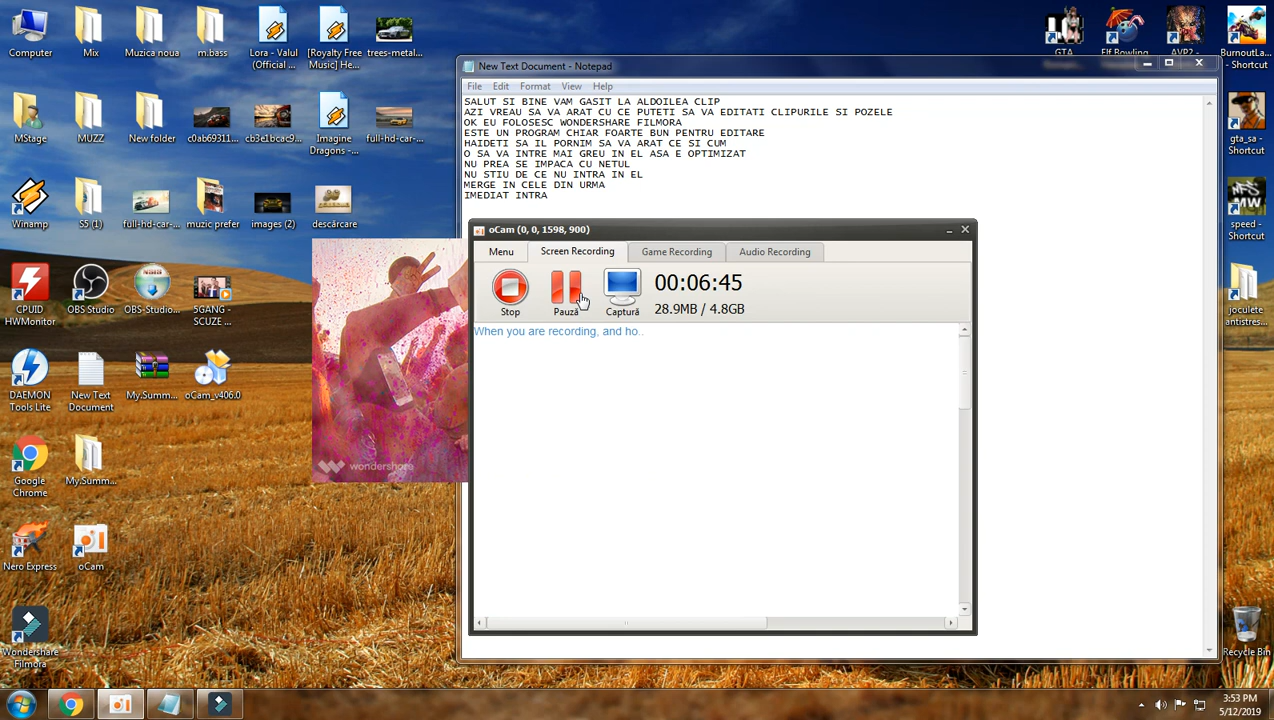 Computer
Mix
Muzica noua
m.bass
Lora - Valul (Official ...
[Royalty Free Music] He...
trees-metal...
GTA
Elf Bowling
AVP2 -
BurnoutLa... - Shortcut
New Text Document - Notepad
File Edit Format View Help
SALUT SI BINE VAM GASIT LA ALDOILEA CLIP
AZI VREAU SA VA ARAT CU CE PUTETI SA VA EDITATI CLIPURILE SI POZELE
OK EU FOLOSESC WONDERSHARE FILMORA
ESTE UN PROGRAM CHIAR FOARTE BUN PENTRU EDITARE
HAIDETI SA IL PORNIM SA VA ARAT CE SI CUM
O SA VA INTRE MAI GREU IN EL ASA E OPTIMIZAT
NU PREA SE IMPACA CU NETUL
NU STIU DE CE NU INTRA IN EL
MERGE IN CELE DIN URMA
IMEDIAT INTRA
MStage
MUZZ
New folder
c0ab69311...
cb3e1bcac9...
Imagine Dragons -...
full-hd-car-...
gta_sa - Shortcut
Winamp
S5 (1)
full-hd-car-...
muzic prefer
images (2)
descărcare
speed - Shortcut
oCam (0, 0, 1598, 900)
Menu
Screen Recording
Game Recording
Audio Recording
Stop
Pauză
Captură
00:06:45
28.9MB / 4.8GB
When you are recording, and ho..
CPUID HWMonitor
OBS Studio
OBS-Studio...
5GANG - SCUZE ...
joculete antistres...
DAEMON Tools Lite
New Text Document
My.Summ...
oCam_v406.0
wondershare
Google Chrome
My.Summ...
Nero Express
oCam
Wondershare Filmora
Recycle Bin
3:53 PM
5/12/2019